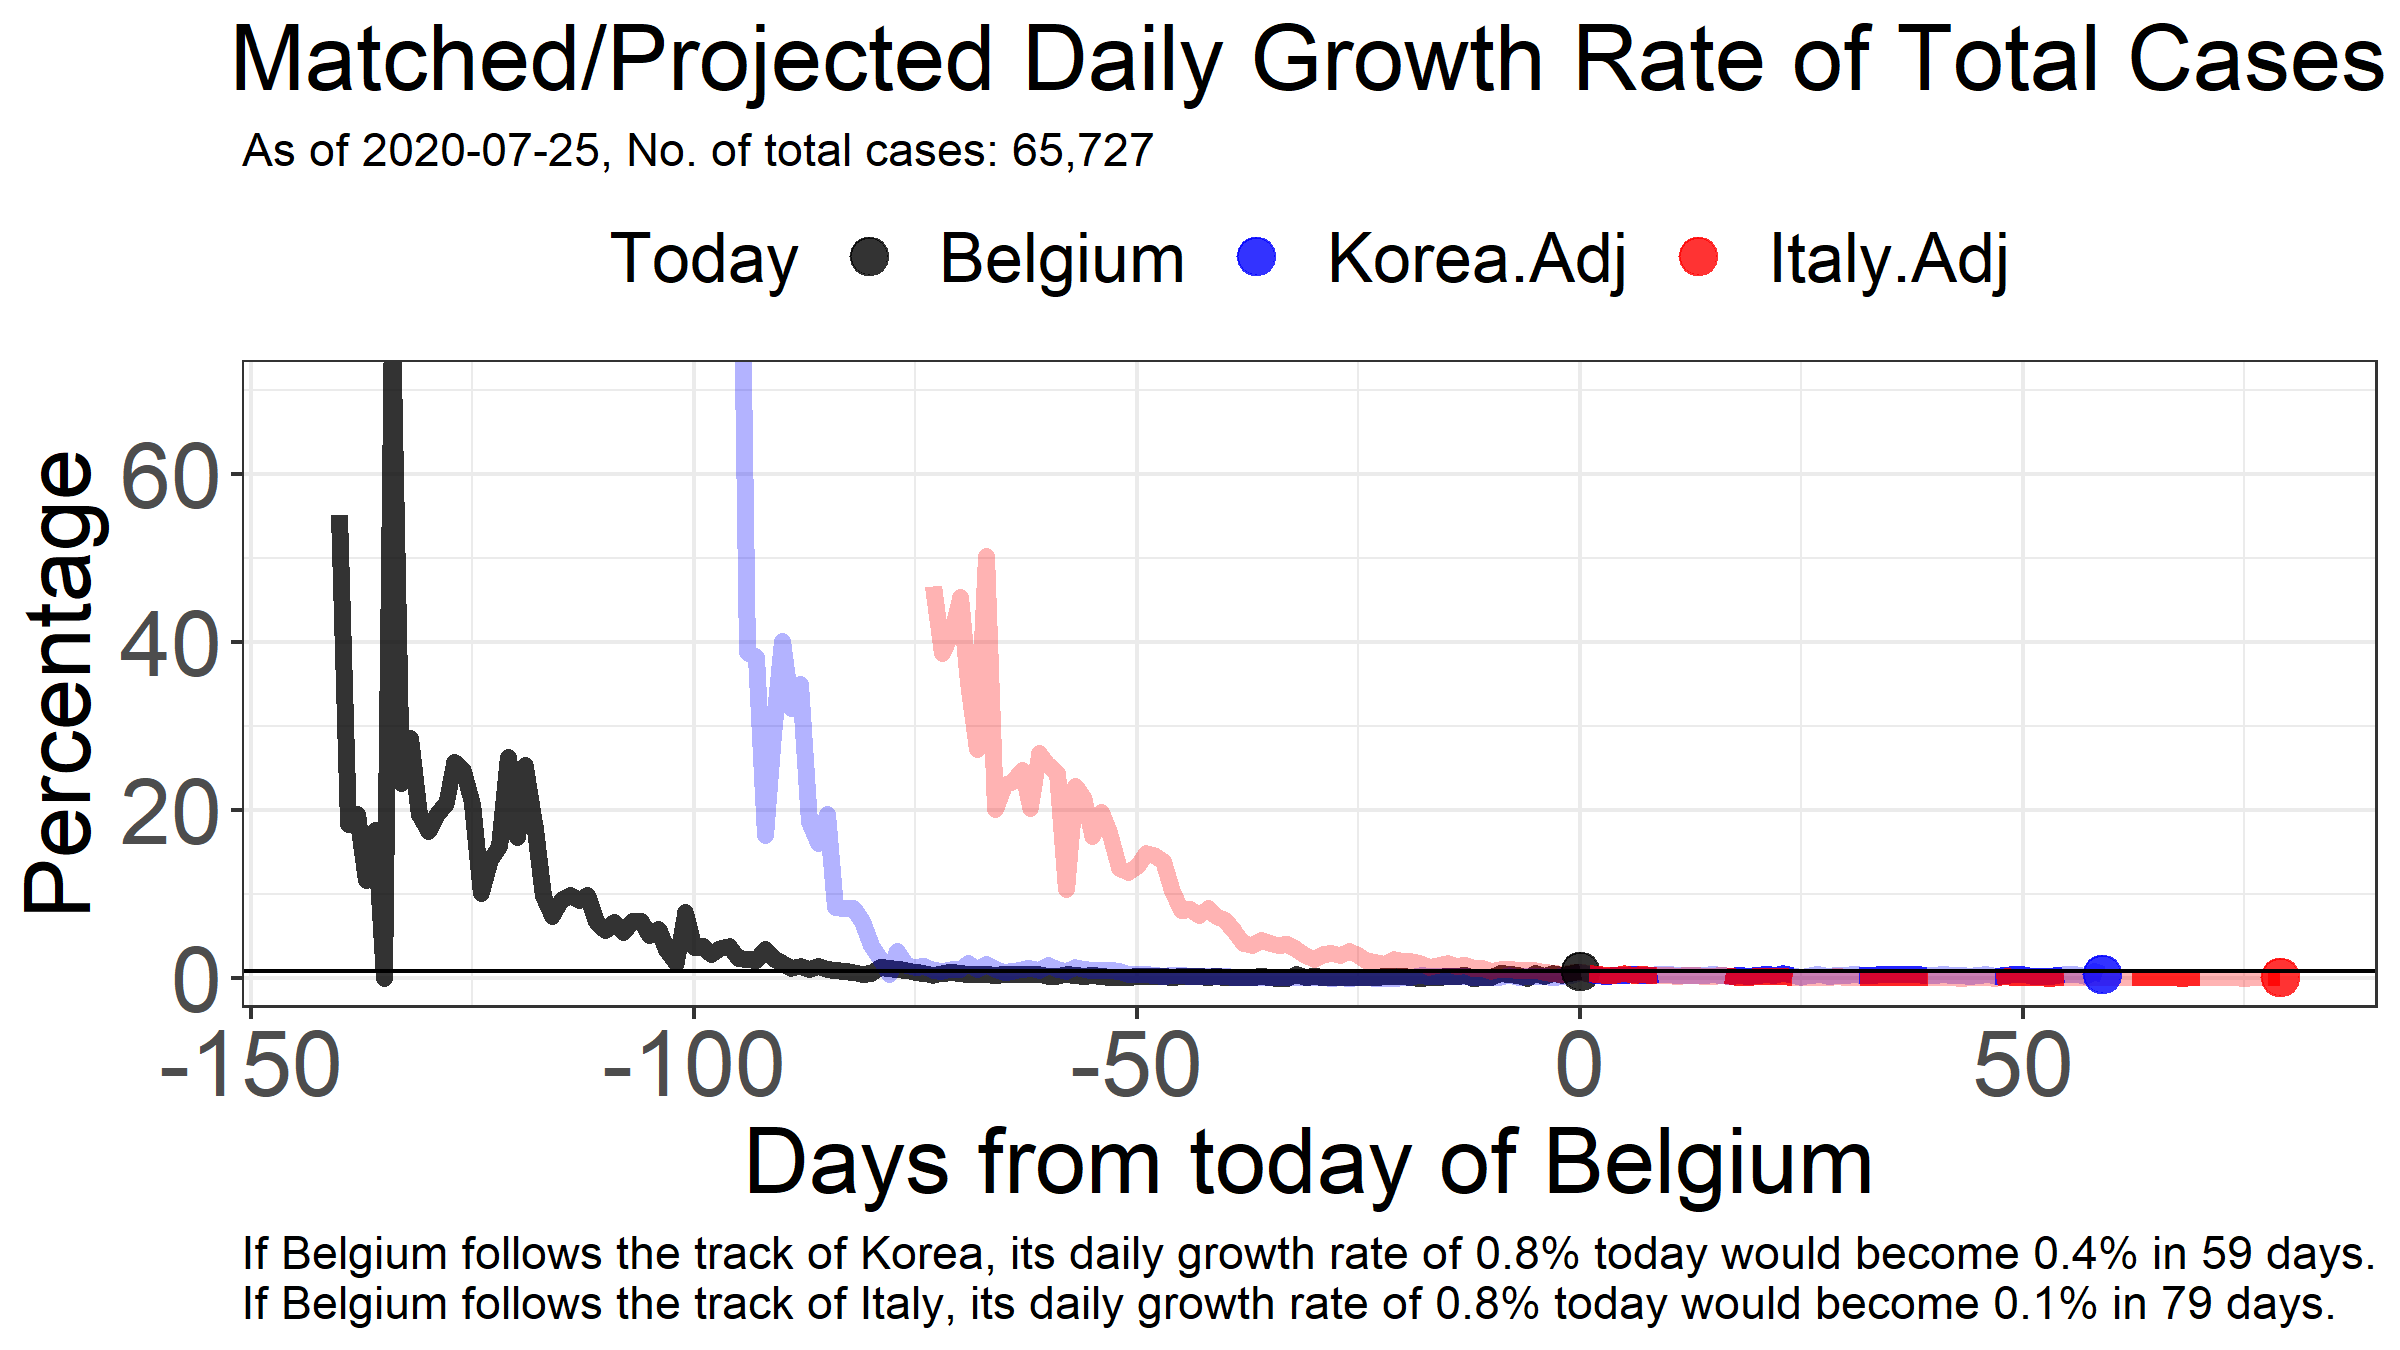 Matched/Projected Daily Growth Rate of Total Cases
As of 2020-07-25, No. of total cases: 65,727
Today Belgium Korea.Adj Italy.Adj
Percentage
60
40
20
0
-150 -100 -50 0 50
Days from today of Belgium
If Belgium follows the track of Korea, its daily growth rate of 0.8% today would become 0.4% in 59 days.
If Belgium follows the track of Italy, its daily growth rate of 0.8% today would become 0.1% in 79 days.